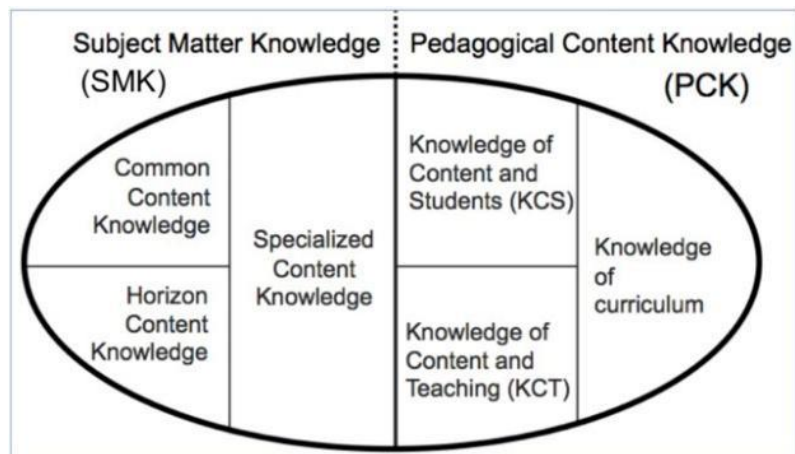 Subject Matter Knowledge
(SMK)
Pedagogical Content Knowledge
(PCK)
Common
Content
Knowledge
Horizon
Content
Knowledge
Specialized
Content
Knowledge
Knowledge of
Content and
Students (KCS)
Knowledge of
Content and
Teaching (KCT)
Knowledge
of
curriculum